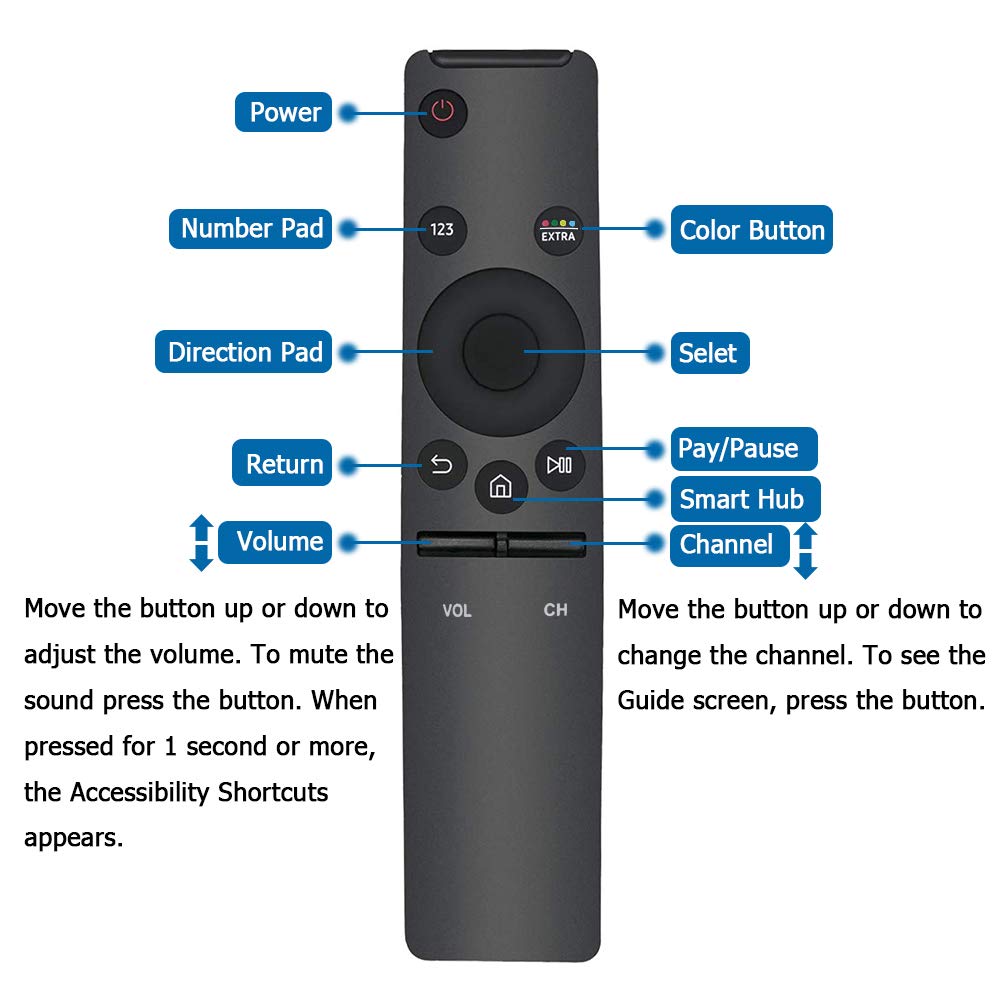 Power
Number Pad
123
EXTRA
Color Button
Direction Pad
Selet
Return
Pay/Pause
Smart Hub
Volume
Channel
VOL
CH
Move the button up or down to
adjust the volume. To mute the
sound press the button. When
pressed for 1 second or more,
the Accessibility Shortcuts
appears.
Move the button up or down to
change the channel. To see the
Guide screen, press the button.